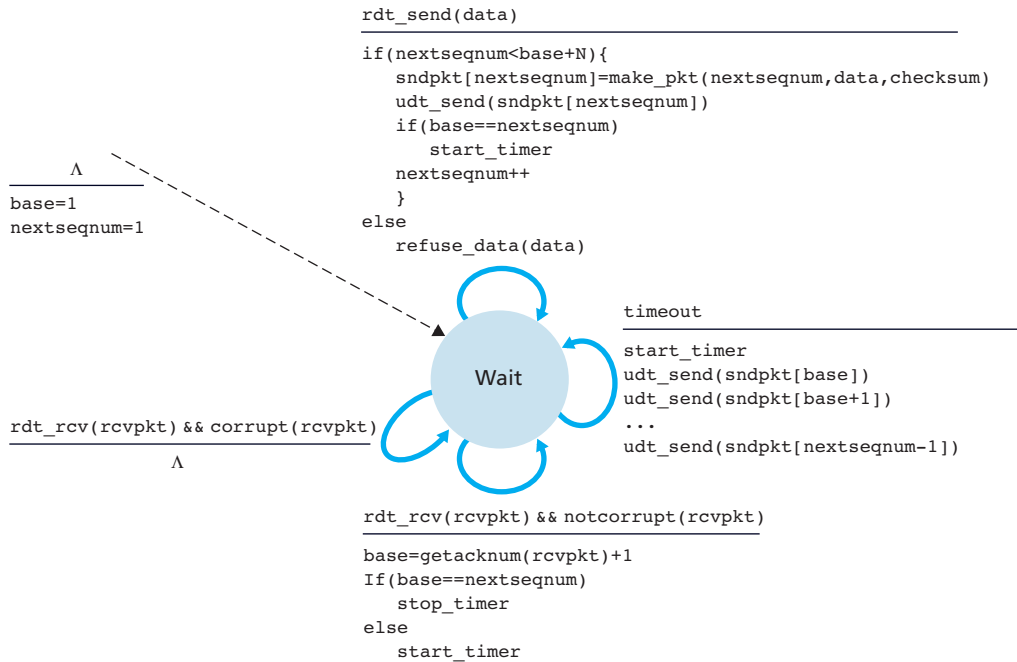 rdt_send(data)
if(nextseqnum<base+N){
sndpkt[nextseqnum]=make_pkt(nextseqnum,data,checksum)
udt_send(sndpkt[nextseqnum])
if(base==nextseqnum)
start_timer
nextseqnum++
}
else
refuse_data(data)
Λ
base=1
nextseqnum=1
Wait
timeout
start_timer
udt_send(sndpkt[base])
udt_send(sndpkt[base+1])
...
udt_send(sndpkt[nextseqnum-1])
rdt_rcv(rcvpkt) && corrupt(rcvpkt)
Λ
rdt_rcv(rcvpkt) && notcorrupt(rcvpkt)
base=getacknum(rcvpkt)+1
If(base==nextseqnum)
stop_timer
else
start_timer